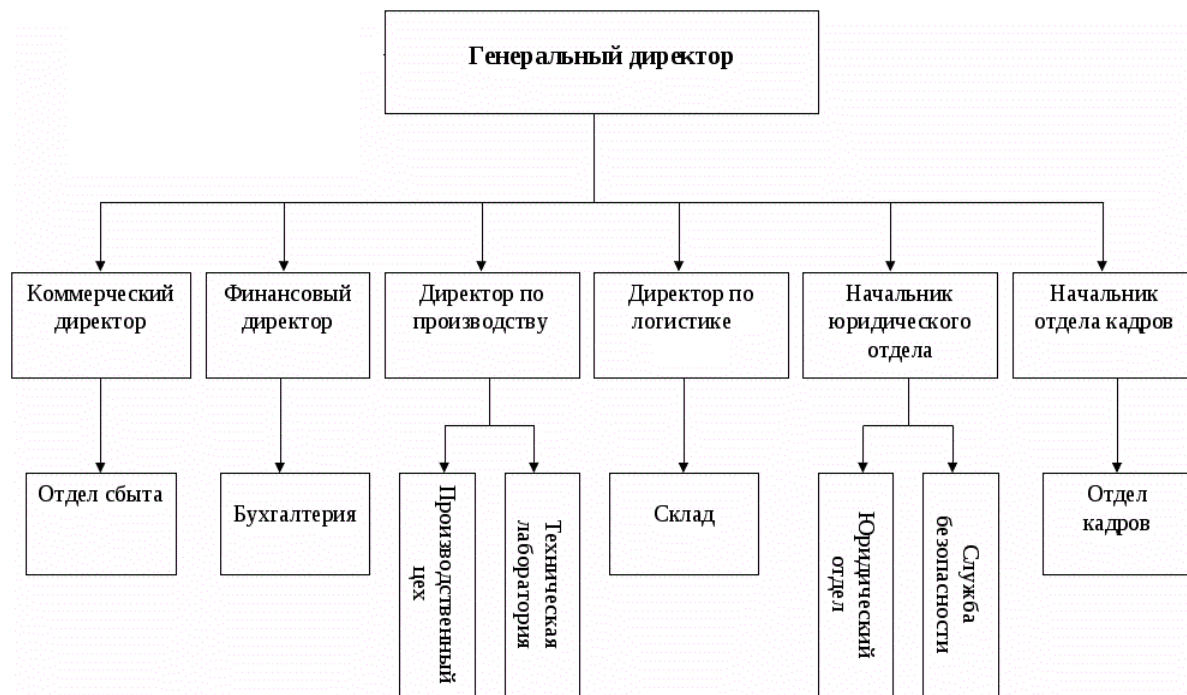 Генеральный директор
Коммерческий
директор
Финансовый
директор
Директор по
производству
Директор по
логистике
Начальник
юридического
отдела
Начальник
отдела кадров
Отдел сбыта
Бухгалтерия
Производственный
цех
Техническая
лаборатория
Склад
Юридический
отдел
Служба
безопасности
Отдел
кадров